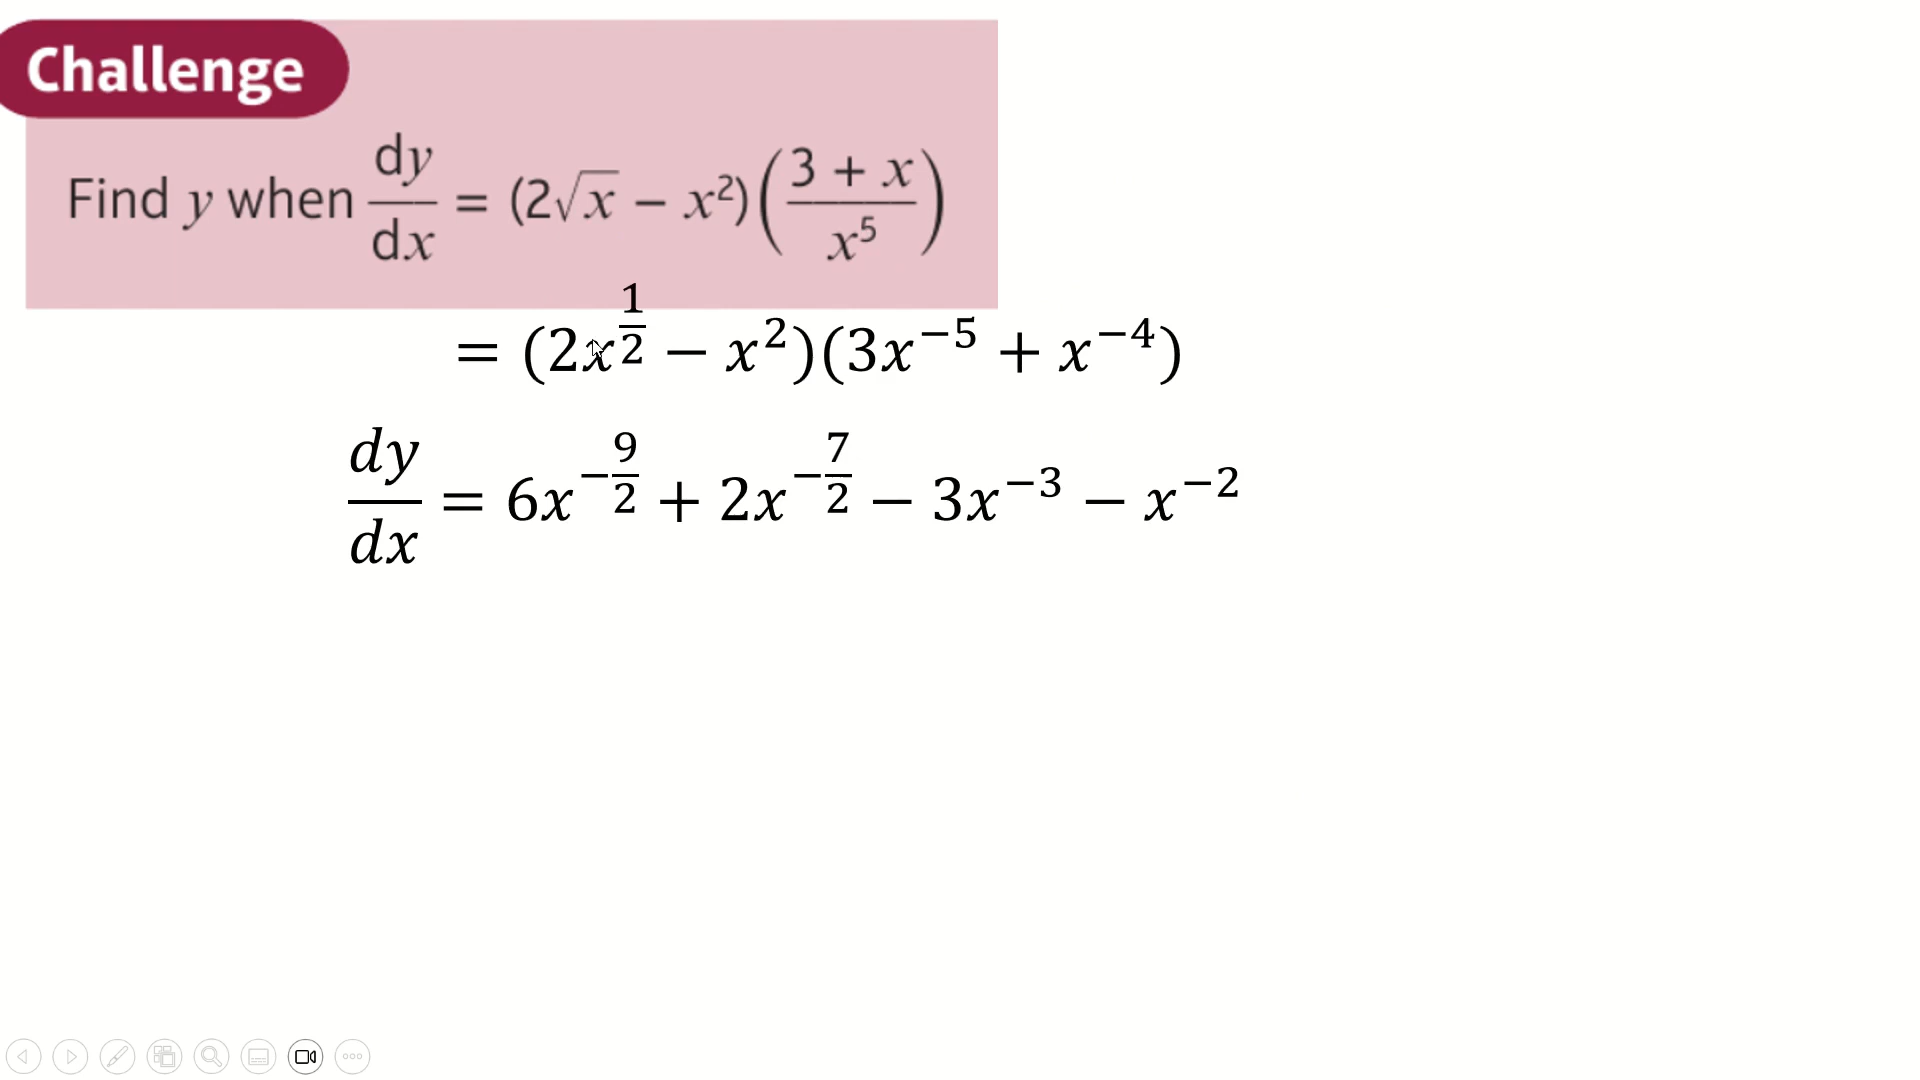 Challenge
Find y when dy/dx = (2√x − x²)((3 + x)/x⁵)
= (2x^(1/2) − x²)(3x⁻⁵ + x⁻⁴)
dy/dx = 6x^(−9/2) + 2x^(−7/2) − 3x⁻³ − x⁻²